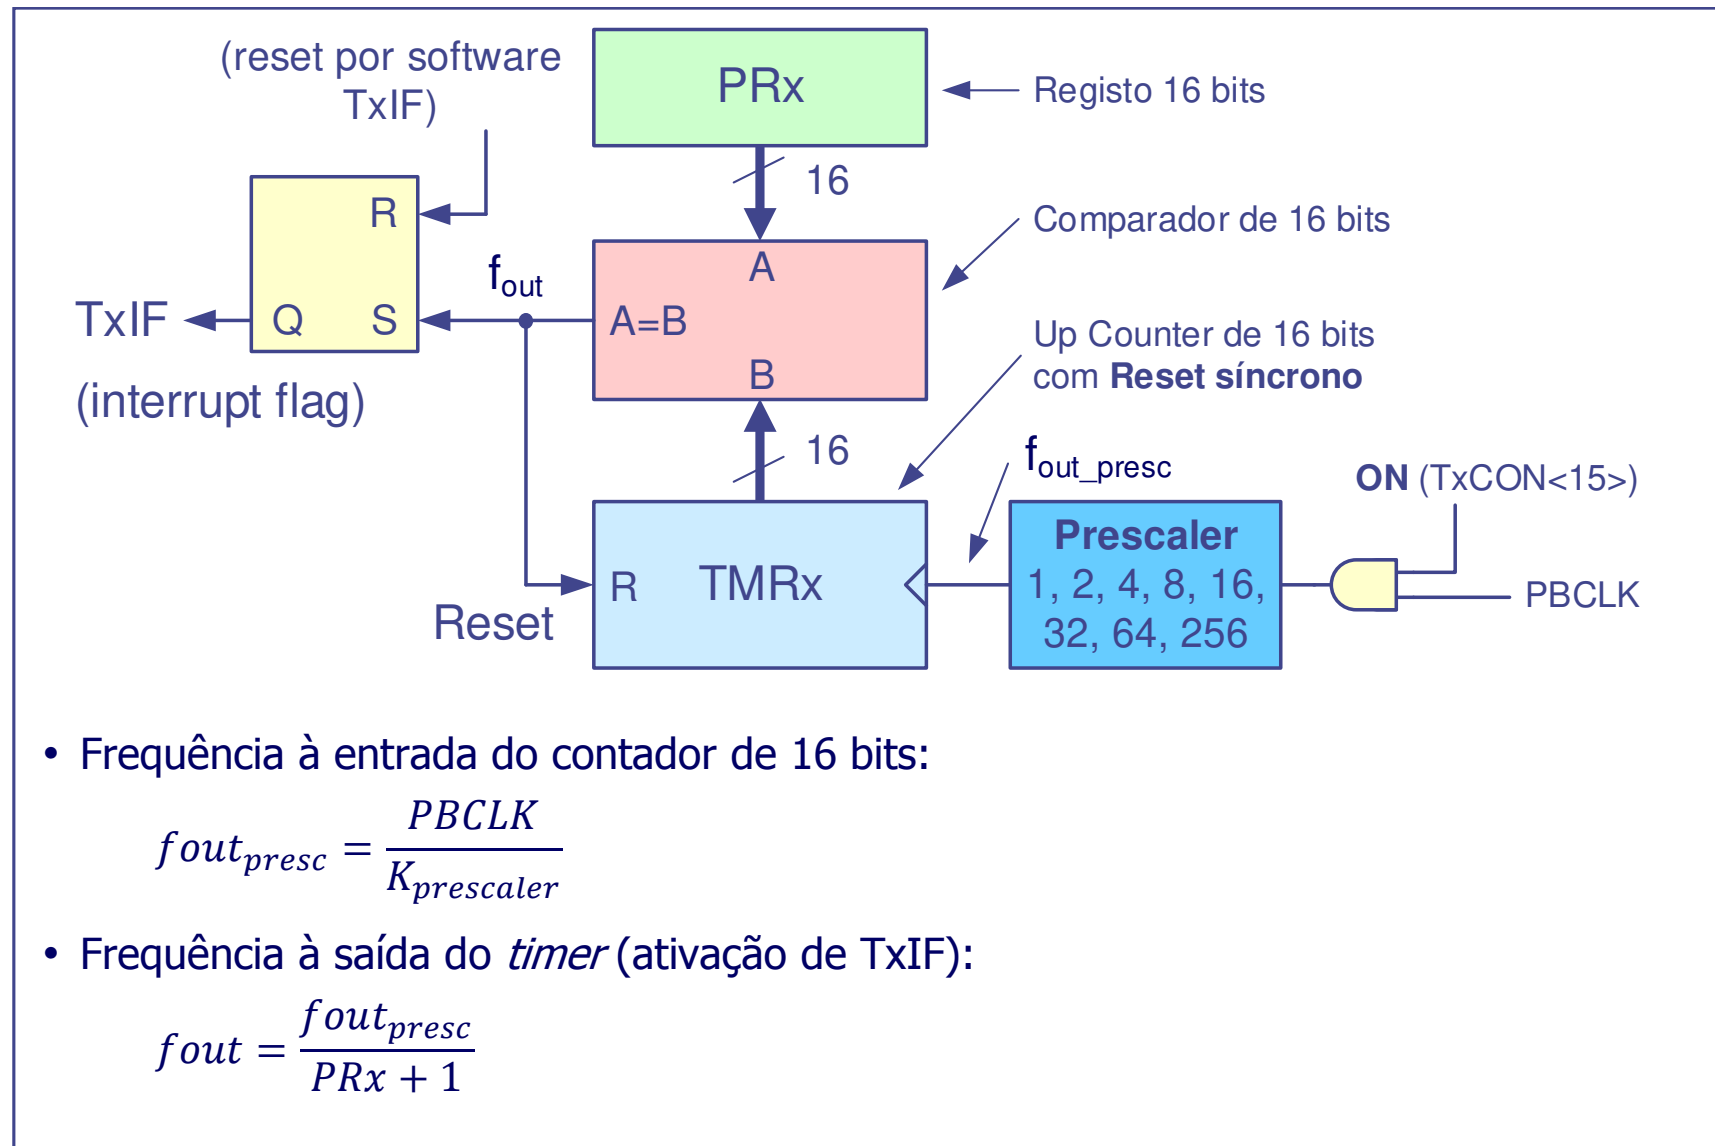 (reset por software
TxIF)
PRx
Registo 16 bits
16
R
Comparador de 16 bits
A
f_out
TxIF
Q
S
A=B
Up Counter de 16 bits
com Reset síncrono
B
(interrupt flag)
16
f_out_presc
ON (TxCON<15>)
Prescaler
R
TMRx
1, 2, 4, 8, 16,
PBCLK
Reset
32, 64, 256
• Frequência à entrada do contador de 16 bits:
fout_presc = PBCLK / K_prescaler
• Frequência à saída do timer (ativação de TxIF):
fout = fout_presc / PRx + 1